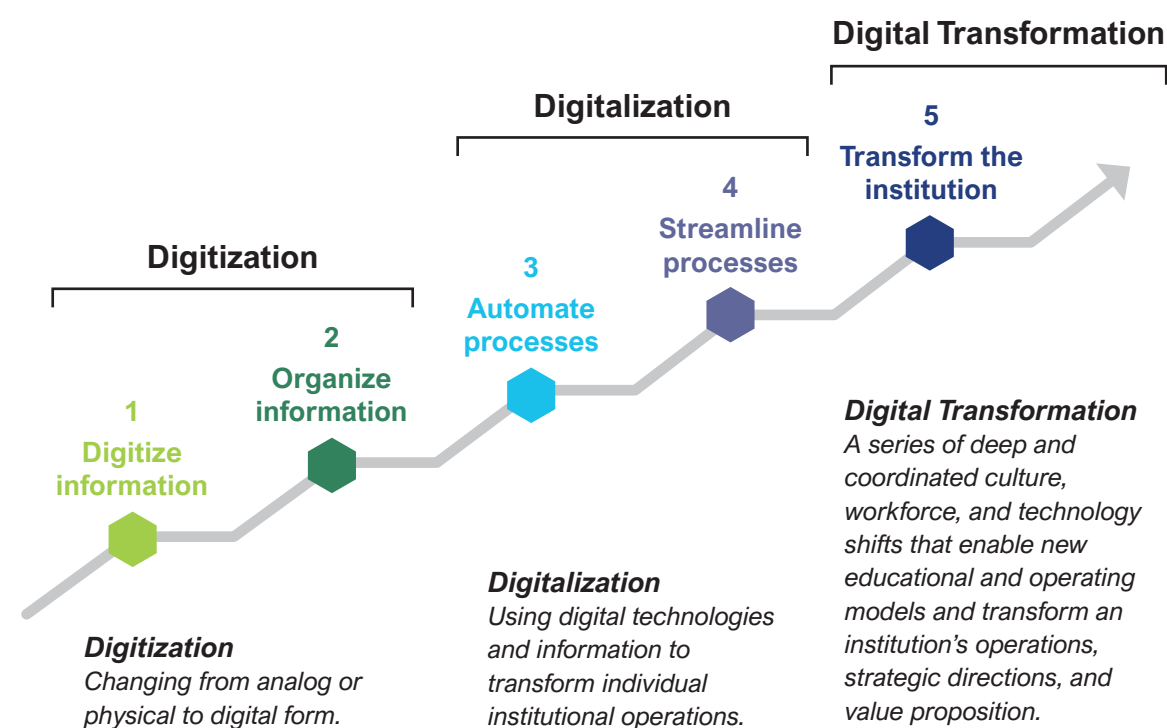 Digital Transformation
Digitalization
Digitization
1
Digitize
information
2
Organize
information
3
Automate
processes
4
Streamline
processes
5
Transform the
institution
Digitization
Changing from analog or
physical to digital form.
Digitalization
Using digital technologies
and information to
transform individual
institutional operations.
Digital Transformation
A series of deep and
coordinated culture,
workforce, and technology
shifts that enable new
educational and operating
models and transform an
institution’s operations,
strategic directions, and
value proposition.